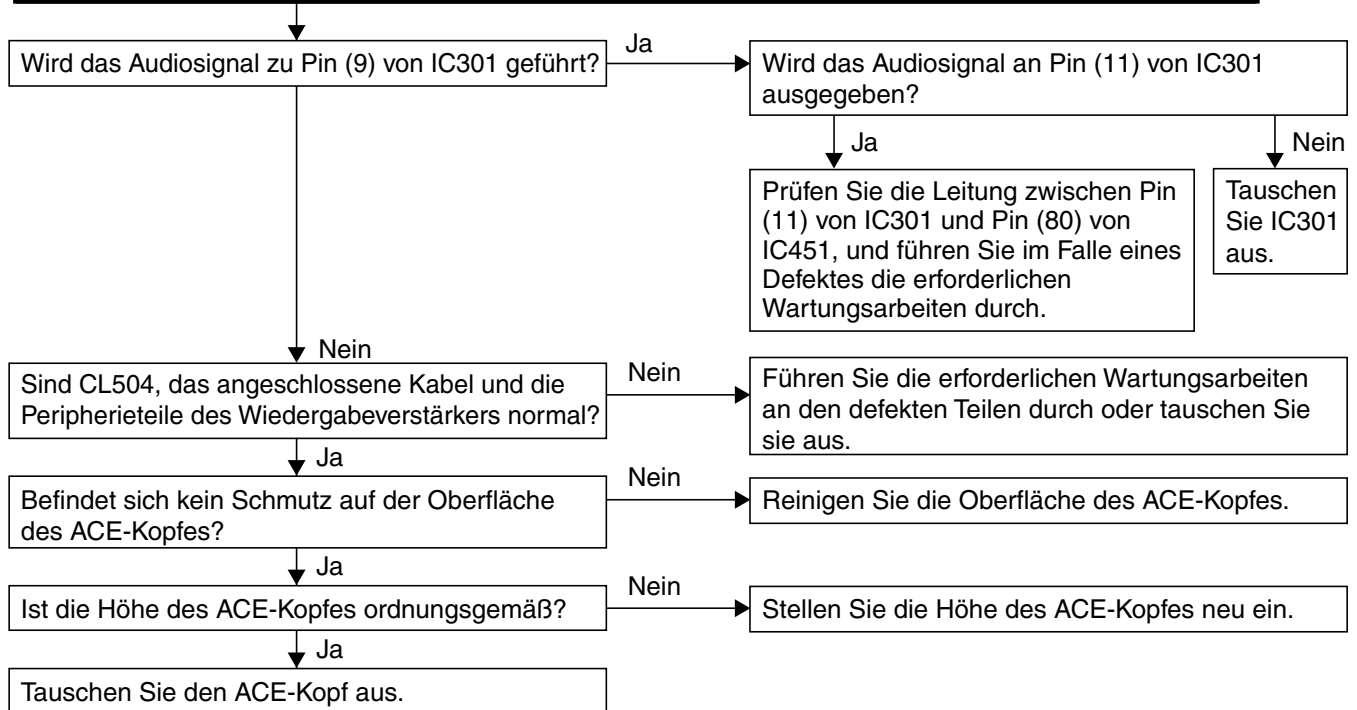 Wird das Audiosignal zu Pin (9) von IC301 geführt?
Ja
Wird das Audiosignal an Pin (11) von IC301
ausgegeben?
Ja
Nein
Prüfen Sie die Leitung zwischen Pin
(11) von IC301 und Pin (80) von
IC451, und führen Sie im Falle eines
Defektes die erforderlichen
Wartungsarbeiten durch.
Tauschen
Sie IC301
aus.
Nein
Sind CL504, das angeschlossene Kabel und die
Peripherieteile des Wiedergabeverstärkers normal?
Nein
Führen Sie die erforderlichen Wartungsarbeiten
an den defekten Teilen durch oder tauschen Sie
sie aus.
Ja
Befindet sich kein Schmutz auf der Oberfläche
des ACE-Kopfes?
Nein
Reinigen Sie die Oberfläche des ACE-Kopfes.
Ja
Ist die Höhe des ACE-Kopfes ordnungsgemäß?
Nein
Stellen Sie die Höhe des ACE-Kopfes neu ein.
Ja
Tauschen Sie den ACE-Kopf aus.